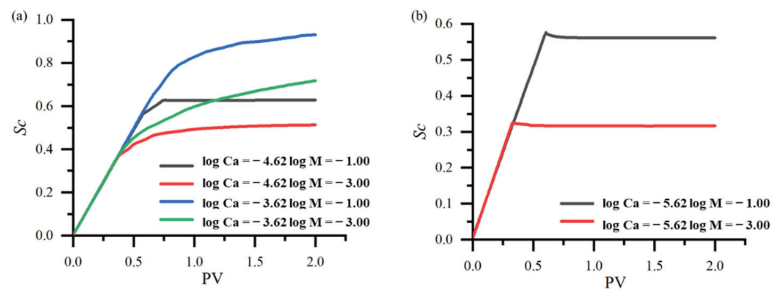 (a)
1.0
0.8
0.6
0.4
0.2
0.0
Sc
0.0 0.5 1.0 1.5 2.0
PV
log Ca=−4.62 log M=−1.00
log Ca=−4.62 log M=−3.00
log Ca=−3.62 log M=−1.00
log Ca=−3.62 log M=−3.00
(b)
0.6
0.5
0.4
0.3
0.2
0.1
0.0
Sc
0.0 0.5 1.0 1.5 2.0
PV
log Ca=−5.62 log M=−1.00
log Ca=−5.62 log M=−3.00